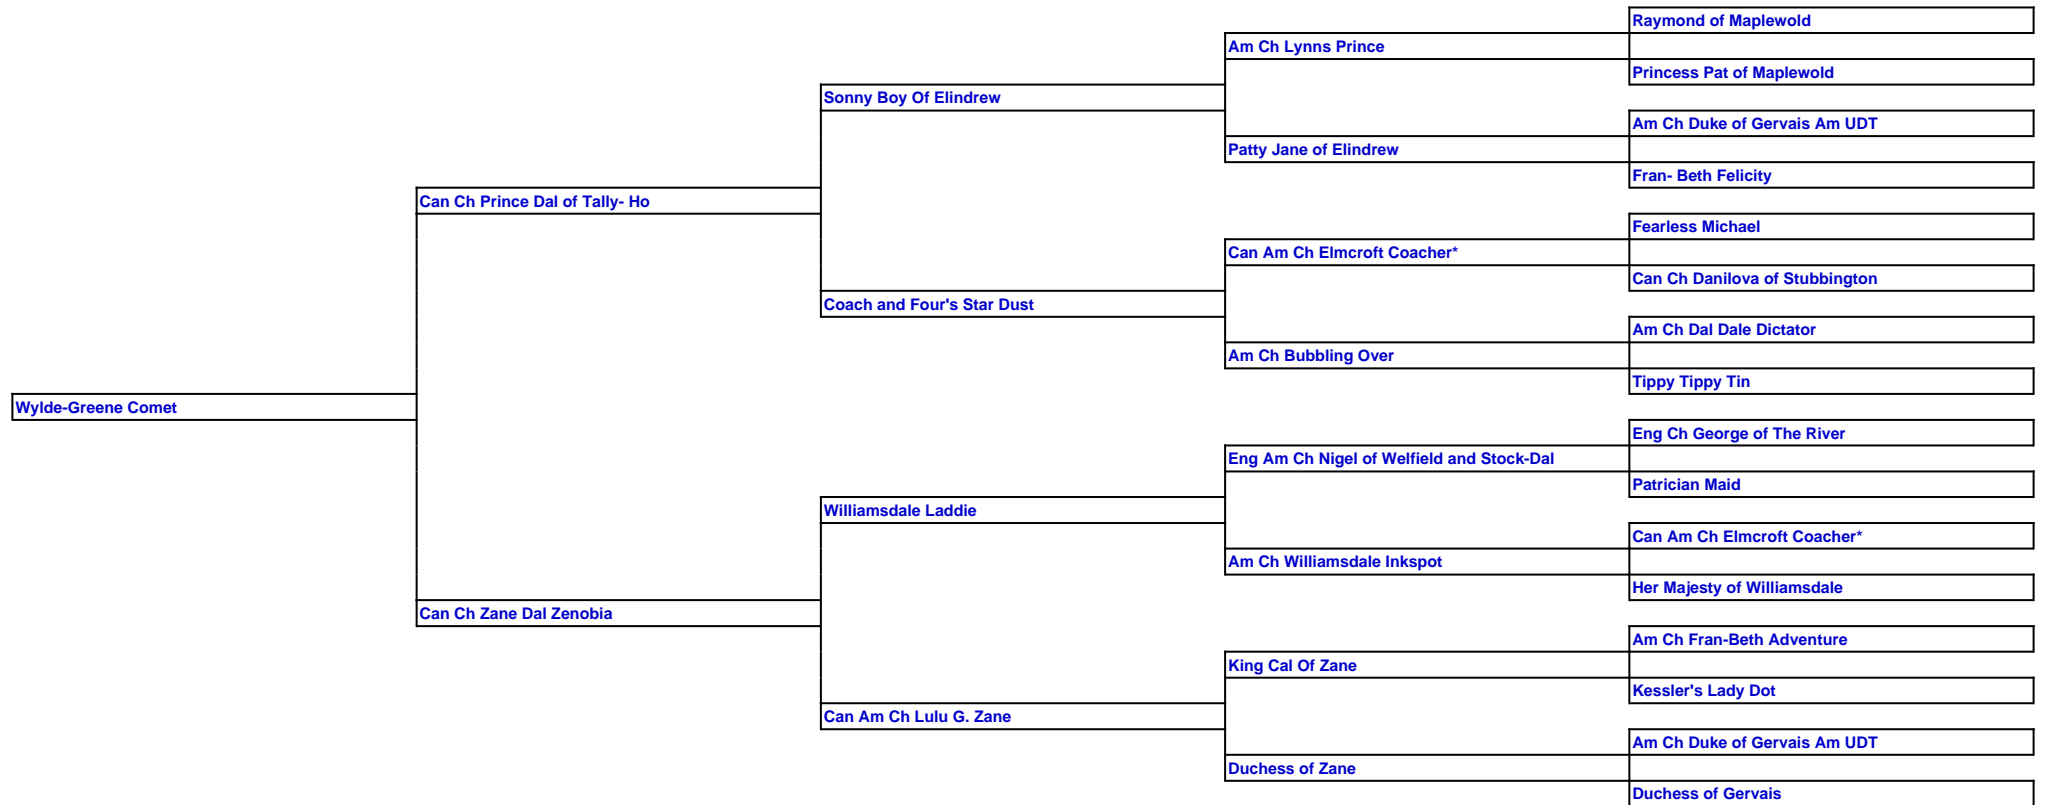 Raymond of Maplewold
Am Ch Lynns Prince
Princess Pat of Maplewold
Sonny Boy Of Elindrew
Am Ch Duke of Gervais Am UDT
Patty Jane of Elindrew
Fran- Beth Felicity
Can Ch Prince Dal of Tally- Ho
Fearless Michael
Can Am Ch Elmcroft Coacher*
Can Ch Danilova of Stubbington
Coach and Four's Star Dust
Am Ch Dal Dale Dictator
Am Ch Bubbling Over
Tippy Tippy Tin
Wylde-Greene Comet
Eng Ch George of The River
Eng Am Ch Nigel of Welfield and Stock-Dal
Patrician Maid
Williamsdale Laddie
Can Am Ch Elmcroft Coacher*
Am Ch Williamsdale Inkspot
Her Majesty of Williamsdale
Can Ch Zane Dal Zenobia
Am Ch Fran-Beth Adventure
King Cal Of Zane
Kessler's Lady Dot
Can Am Ch Lulu G. Zane
Am Ch Duke of Gervais Am UDT
Duchess of Zane
Duchess of Gervais